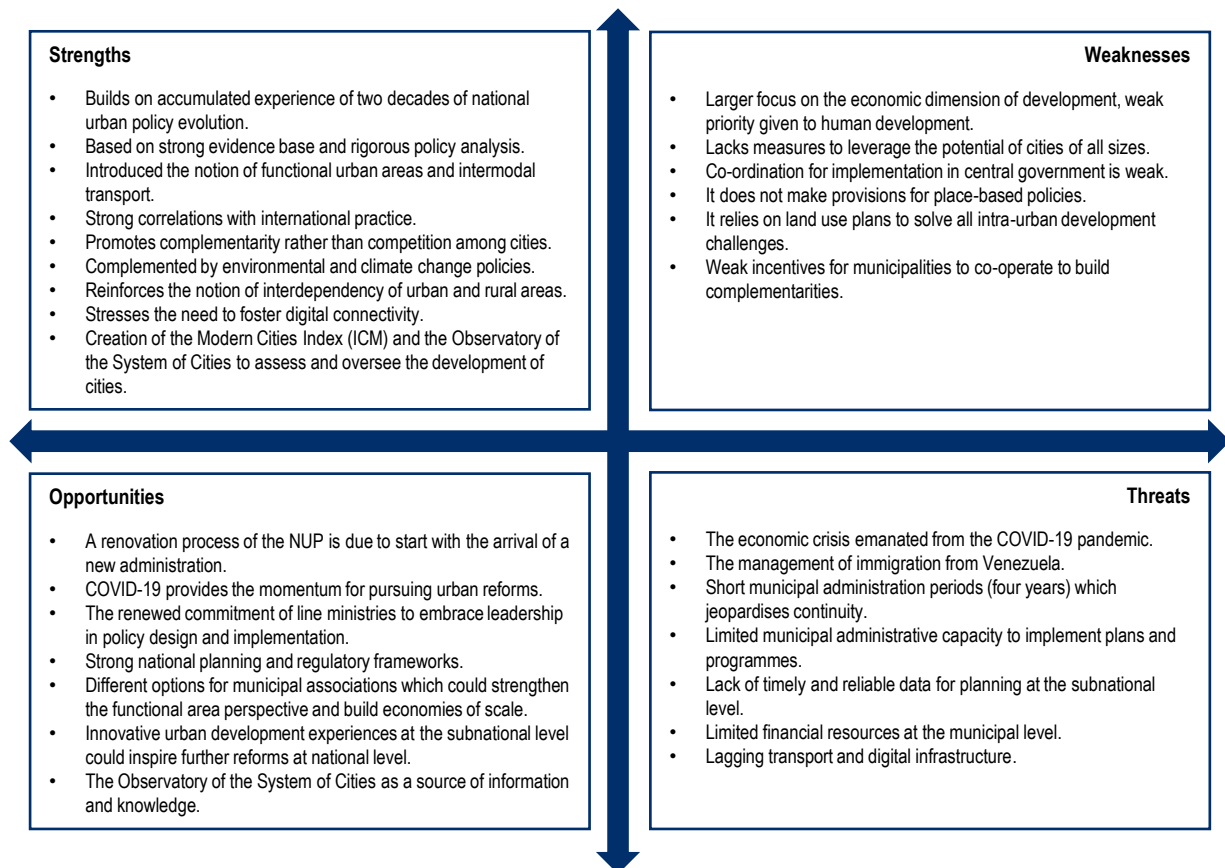 Strengths
• Builds on accumulated experience of two decades of national
urban policy evolution.
• Based on strong evidence base and rigorous policy analysis.
• Introduced the notion of functional urban areas and intermodal
transport.
• Strong correlations with international practice.
• Promotes complementarity rather than competition among cities.
• Complemented by environmental and climate change policies.
• Reinforces the notion of interdependency of urban and rural areas.
• Stresses the need to foster digital connectivity.
• Creation of the Modern Cities Index (ICM) and the Observatory of
the System of Cities to assess and oversee the development of
cities.
Weaknesses
• Larger focus on the economic dimension of development, weak
priority given to human development.
• Lacks measures to leverage the potential of cities of all sizes.
• Co-ordination for implementation in central government is weak.
• It does not make provisions for place-based policies.
• It relies on land use plans to solve all intra-urban development
challenges.
• Weak incentives for municipalities to co-operate to build
complementarities.
Opportunities
• A renovation process of the NUP is due to start with the arrival of a
new administration.
• COVID-19 provides the momentum for pursuing urban reforms.
• The renewed commitment of line ministries to embrace leadership
in policy design and implementation.
• Strong national planning and regulatory frameworks.
• Different options for municipal associations which could strengthen
the functional area perspective and build economies of scale.
• Innovative urban development experiences at the subnational level
could inspire further reforms at national level.
• The Observatory of the System of Cities as a source of information
and knowledge.
Threats
• The economic crisis emanated from the COVID-19 pandemic.
• The management of immigration from Venezuela.
• Short municipal administration periods (four years) which
jeopardises continuity.
• Limited municipal administrative capacity to implement plans and
programmes.
• Lack of timely and reliable data for planning at the subnational
level.
• Limited financial resources at the municipal level.
• Lagging transport and digital infrastructure.